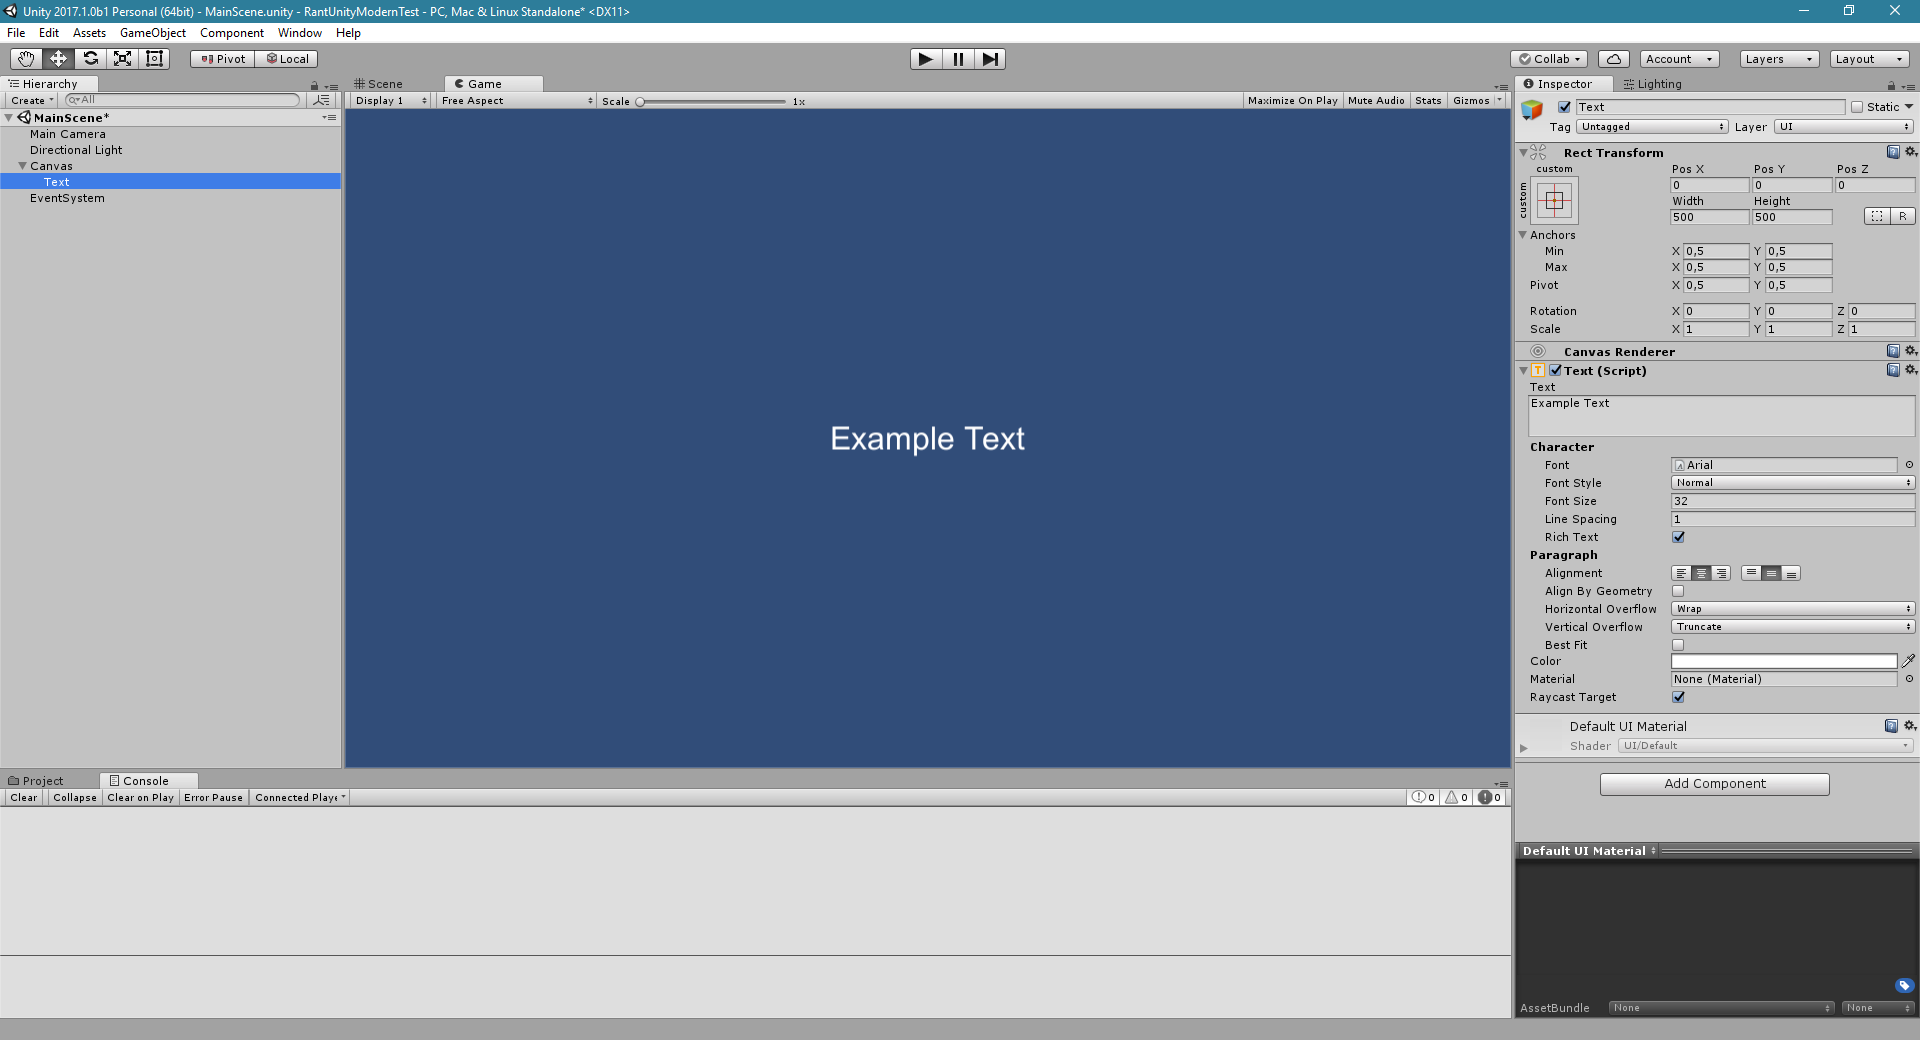 Unity 2017.1.0b1 Personal (64bit) - MainScene.unity - RantUnityModernTest - PC, Mac & Linux Standalone* <DX11>
File Edit Assets GameObject Component Window Help
Pivot Local Collab Account Layers Layout
Hierarchy
Create All
MainScene*
Main Camera
Directional Light
Canvas
Text
EventSystem
Scene Game
Display 1 Free Aspect Scale 1x Maximize On Play Mute Audio Stats Gizmos
Example Text
Project Console
Clear Collapse Clear on Play Error Pause Connected Playe 0 0 0
Inspector Lighting
Text Static
Tag Untagged Layer UI
Rect Transform
custom Pos X Pos Y Pos Z
custom
0 0 0
Width Height
500 500 R
Anchors
Min X 0,5 Y 0,5
Max X 0,5 Y 0,5
Pivot X 0,5 Y 0,5
Rotation X 0 Y 0 Z 0
Scale X 1 Y 1 Z 1
Canvas Renderer
T Text (Script)
Text
Example Text
Character
Font Arial
Font Style Normal
Font Size 32
Line Spacing 1
Rich Text
Paragraph
Alignment
Align By Geometry
Horizontal Overflow Wrap
Vertical Overflow Truncate
Best Fit
Color
Material None (Material)
Raycast Target
Default UI Material
Shader UI/Default
Add Component
Default UI Material
AssetBundle None None